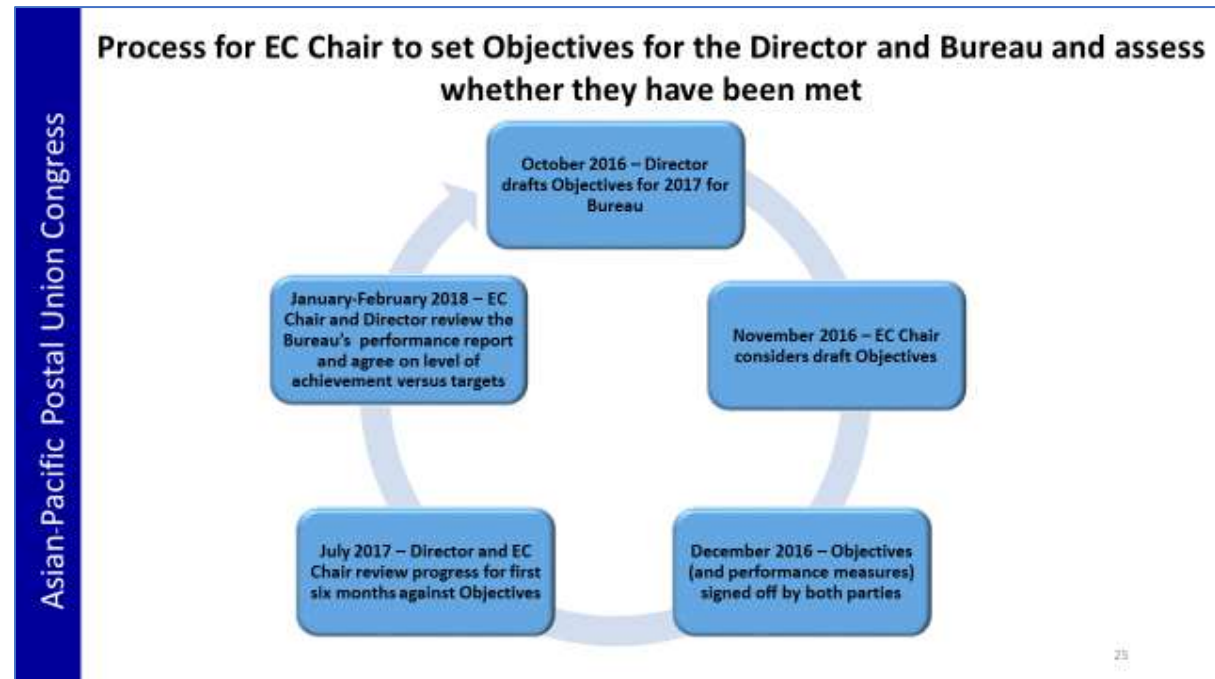 Process for EC Chair to set Objectives for the Director and Bureau and assess
whether they have been met
Asian-Pacific Postal Union Congress
October 2016 – Director
drafts Objectives for 2017 for
Bureau
November 2016 – EC Chair
considers draft Objectives
December 2016 – Objectives
(and performance measures)
signed off by both parties
July 2017 – Director and EC
Chair review progress for first
six months against Objectives
January-February 2018 – EC
Chair and Director review the
Bureau's performance report
and agree on level of
achievement versus targets
25